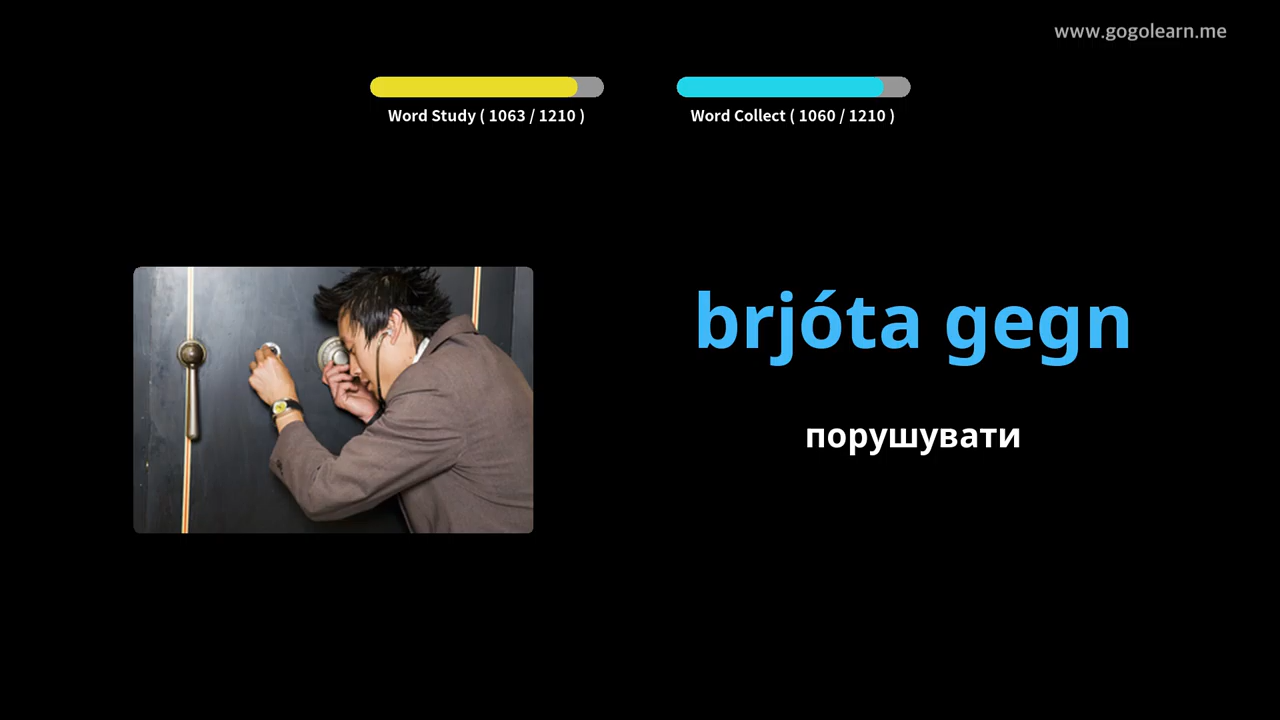 www.gogolearn.me
Word Study ( 1063 / 1210 )
Word Collect ( 1060 / 1210 )
brjóta gegn
порушувати